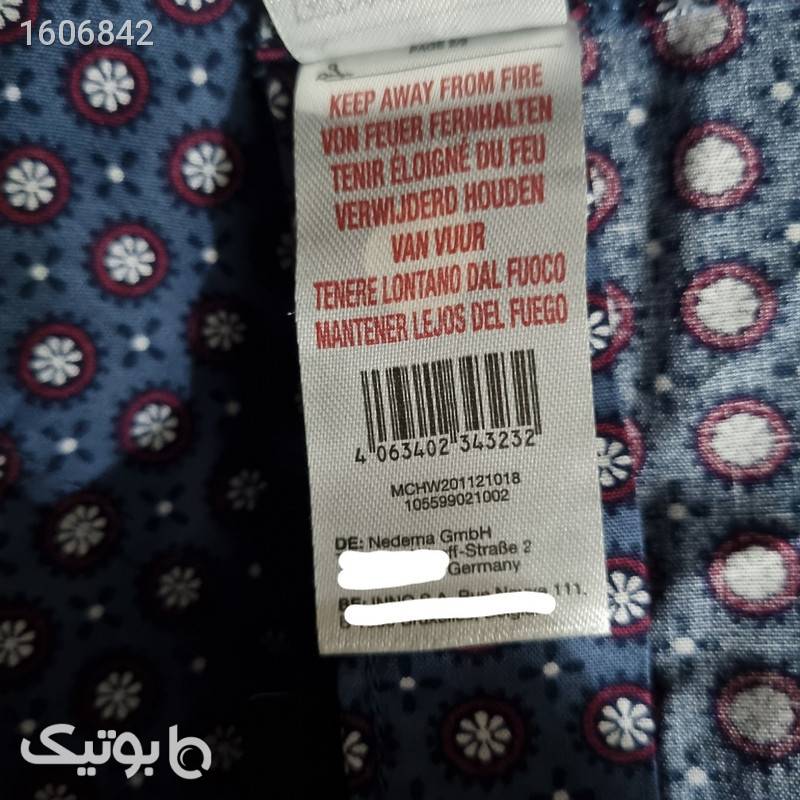 1606842
KEEP AWAY FROM FIRE
VON FEUER FERNHALTEN
TENIR ÉLOIGNÉ DU FEU
VERWIJDERD HOUDEN
VAN VUUR
TENERE LONTANO DAL FUOCO
MANTENER LEJOS DEL FUEGO
4 063402 343232
MCHW201121018
105599021002
DE: Nedema GmbH
ff-Straße 2
Germany
111.
بوتیک